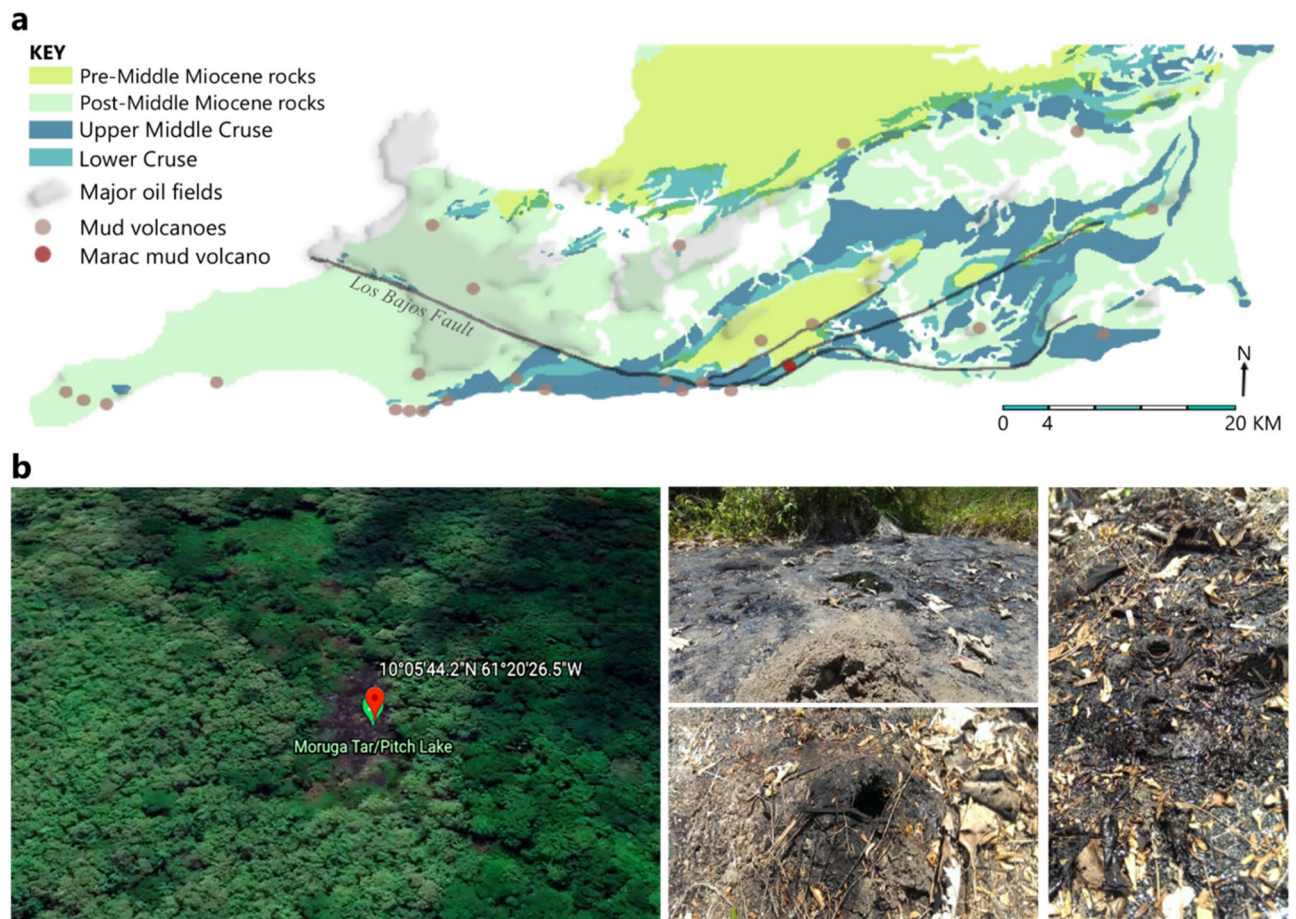 a
KEY
Pre-Middle Miocene rocks
Post-Middle Miocene rocks
Upper Middle Cruse
Lower Cruse
Major oil fields
Mud volcanoes
Marac mud volcano
Los Bajos Fault
N
0 4 20 KM
b
10°05'44.2"N 61°20'26.5"W
Moruga Tar/Pitch Lake